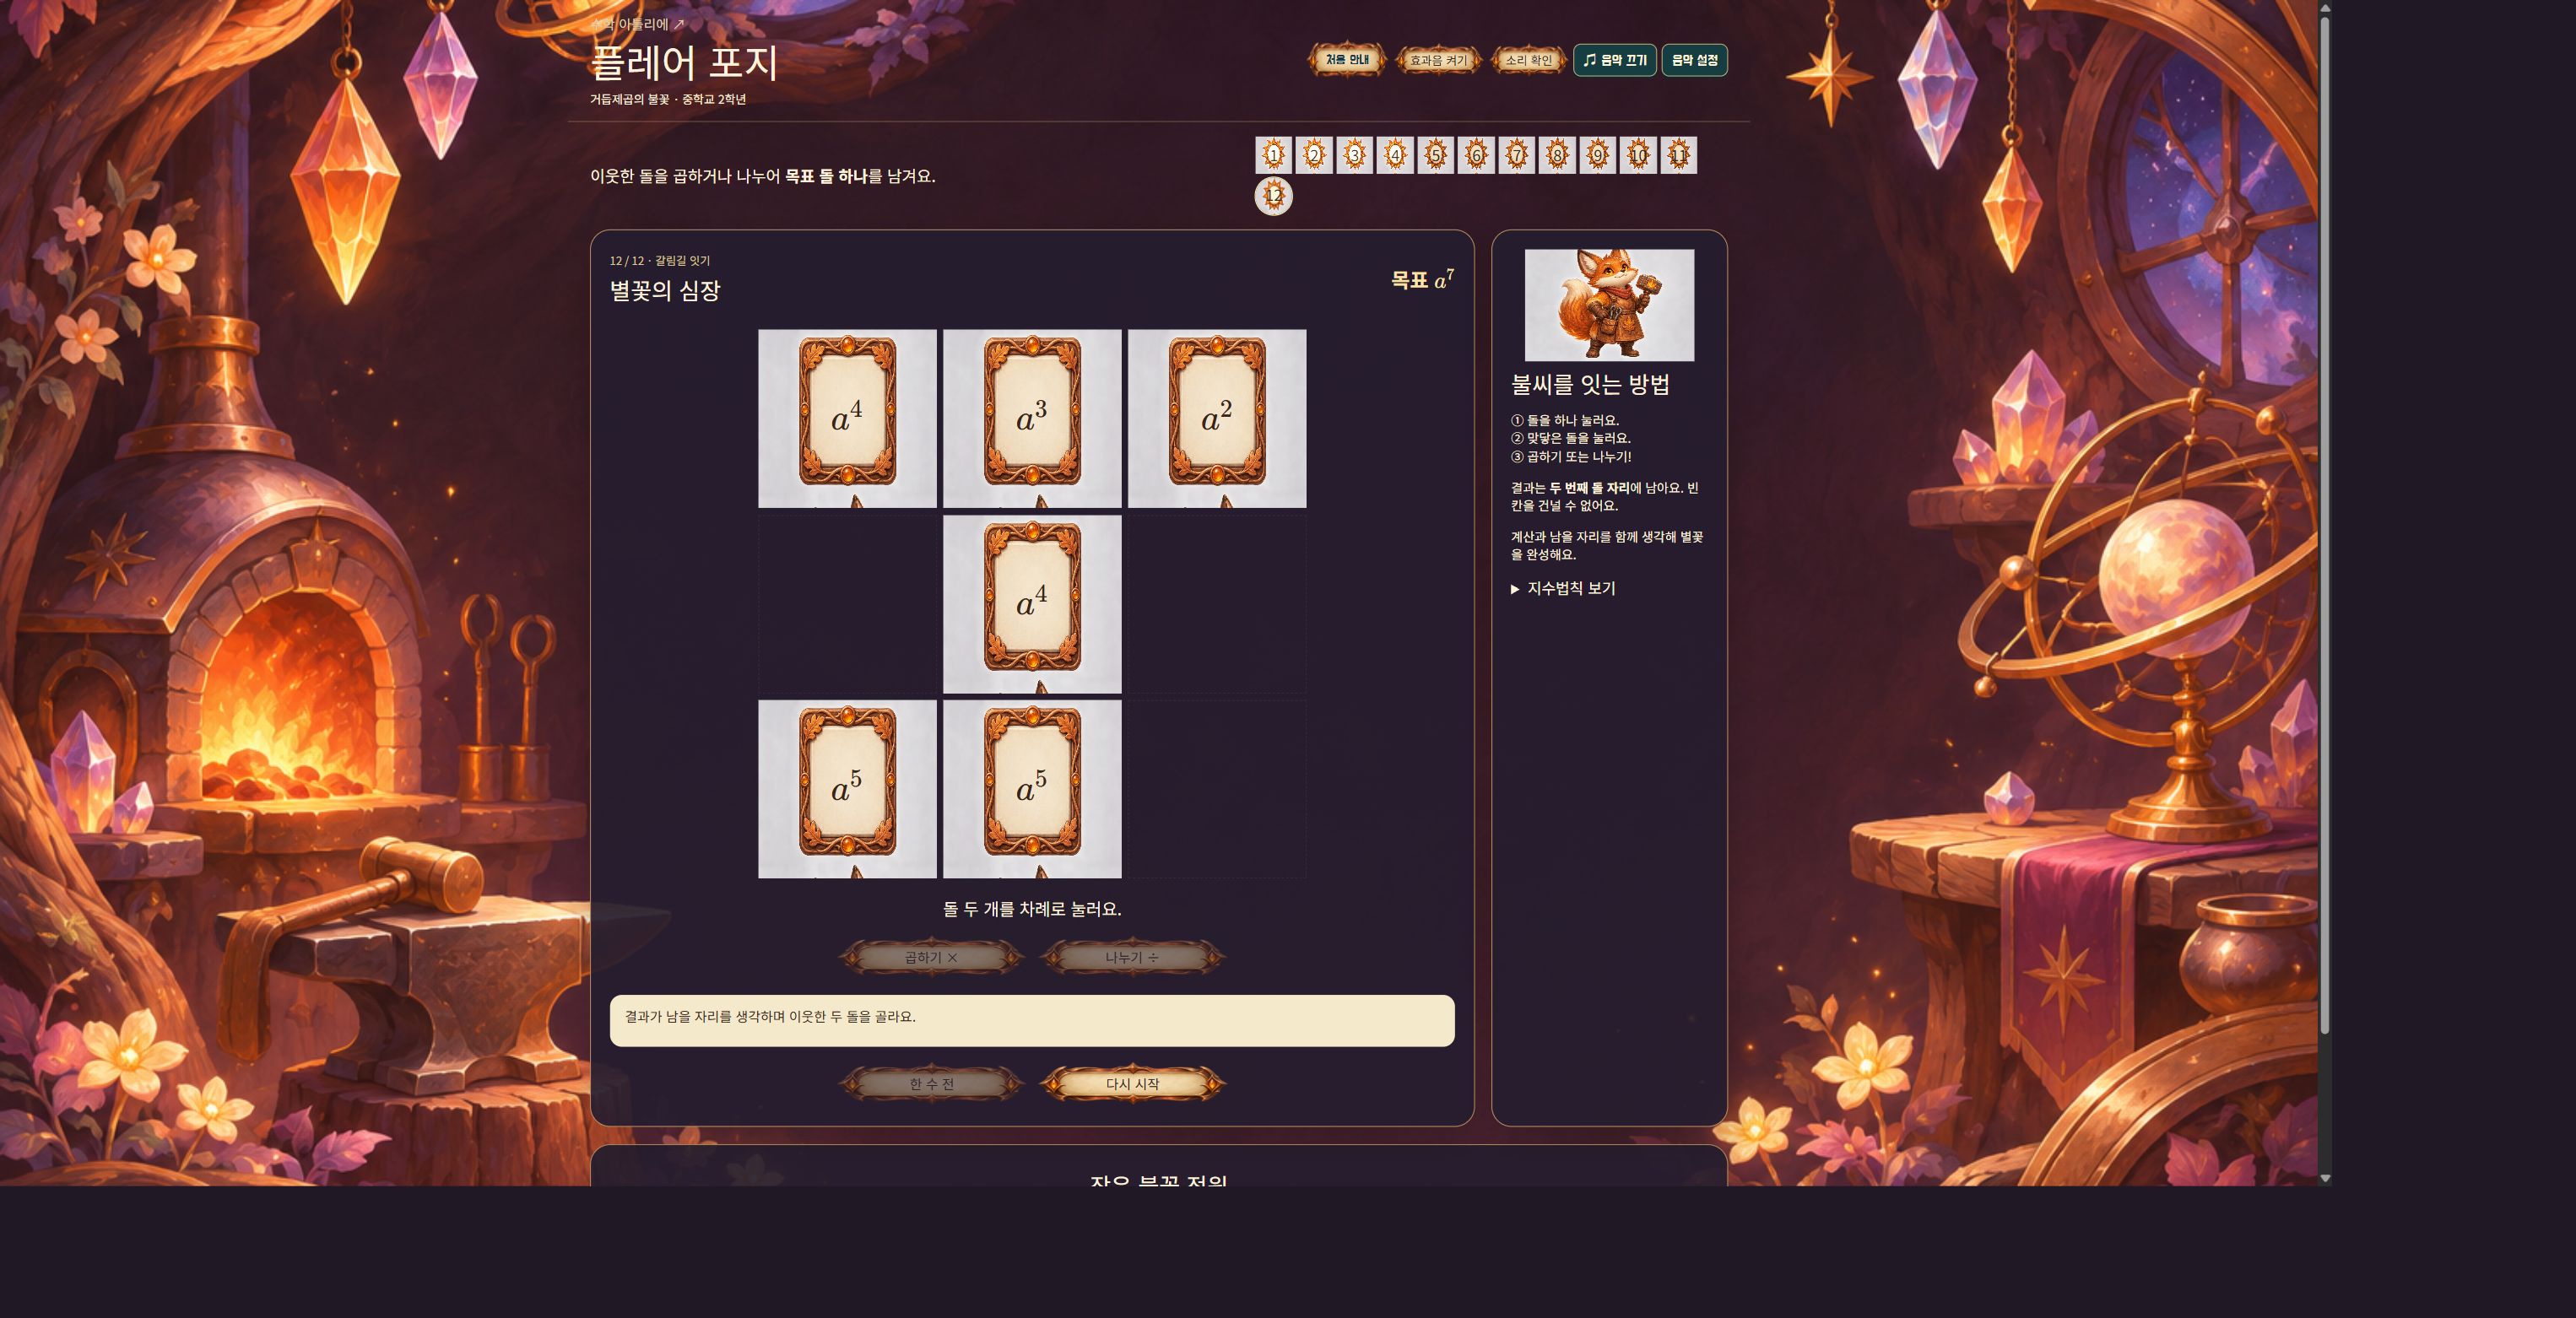 수학 아틀리에 ↗
플레어 포지
거듭제곱의 불꽃 · 중학교 2학년
처음 안내
효과음 켜기
소리 확인
♫ 음악 끄기
음악 설정
이웃한 돌을 곱하거나 나누어 목표 돌 하나를 남겨요.
1 2 3 4 5 6 7 8 9 10 11
12
12 / 12 · 갈림길 잇기
별꽃의 심장
목표 a⁷
a⁴ a³ a²
a⁴
a⁵ a⁵
돌 두 개를 차례로 눌러요.
곱하기 × 나누기 ÷
결과가 남을 자리를 생각하며 이웃한 두 돌을 골라요.
한 수 전 다시 시작
불씨를 잇는 방법
① 돌을 하나 눌러요.
② 맞닿은 돌을 눌러요.
③ 곱하기 또는 나누기!
결과는 두 번째 돌 자리에 남아요. 빈
칸을 건널 수 없어요.
계산과 남을 자리를 함께 생각해 별꽃
을 완성해요.
▶ 지수법칙 보기
작은 불꽃 정원